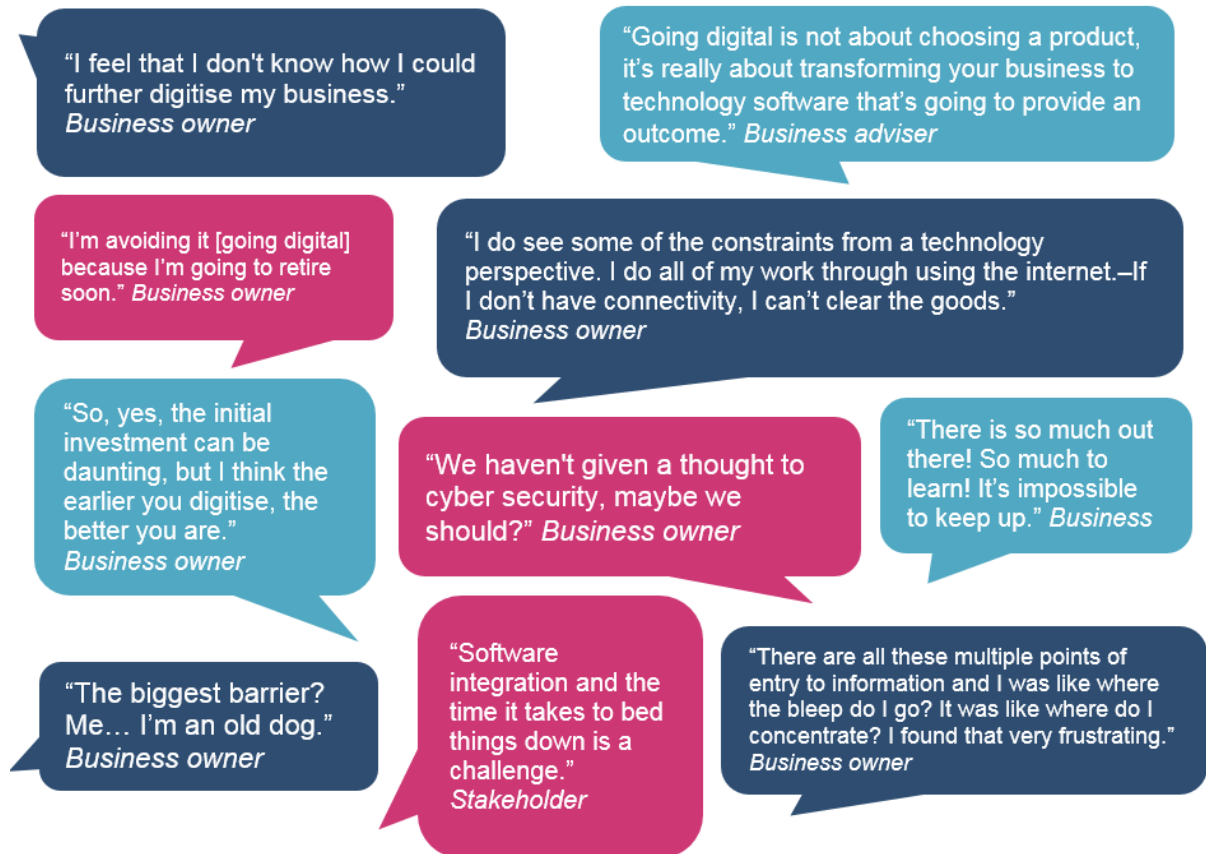 “I feel that I don't know how I could
further digitise my business.”
Business owner
“Going digital is not about choosing a product,
it’s really about transforming your business to
technology software that’s going to provide an
outcome.” Business adviser
“I’m avoiding it [going digital]
because I’m going to retire
soon.” Business owner
“I do see some of the constraints from a technology
perspective. I do all of my work through using the internet.–If
I don’t have connectivity, I can’t clear the goods.”
Business owner
“So, yes, the initial
investment can be
daunting, but I think the
earlier you digitise, the
better you are.”
Business owner
“We haven't given a thought to
cyber security, maybe we
should?” Business owner
“There is so much out
there! So much to
learn! It’s impossible
to keep up.” Business
“The biggest barrier?
Me… I’m an old dog.”
Business owner
“Software
integration and the
time it takes to bed
things down is a
challenge.”
Stakeholder
“There are all these multiple points of
entry to information and I was like where
the bleep do I go? It was like where do I
concentrate? I found that very frustrating.”
Business owner